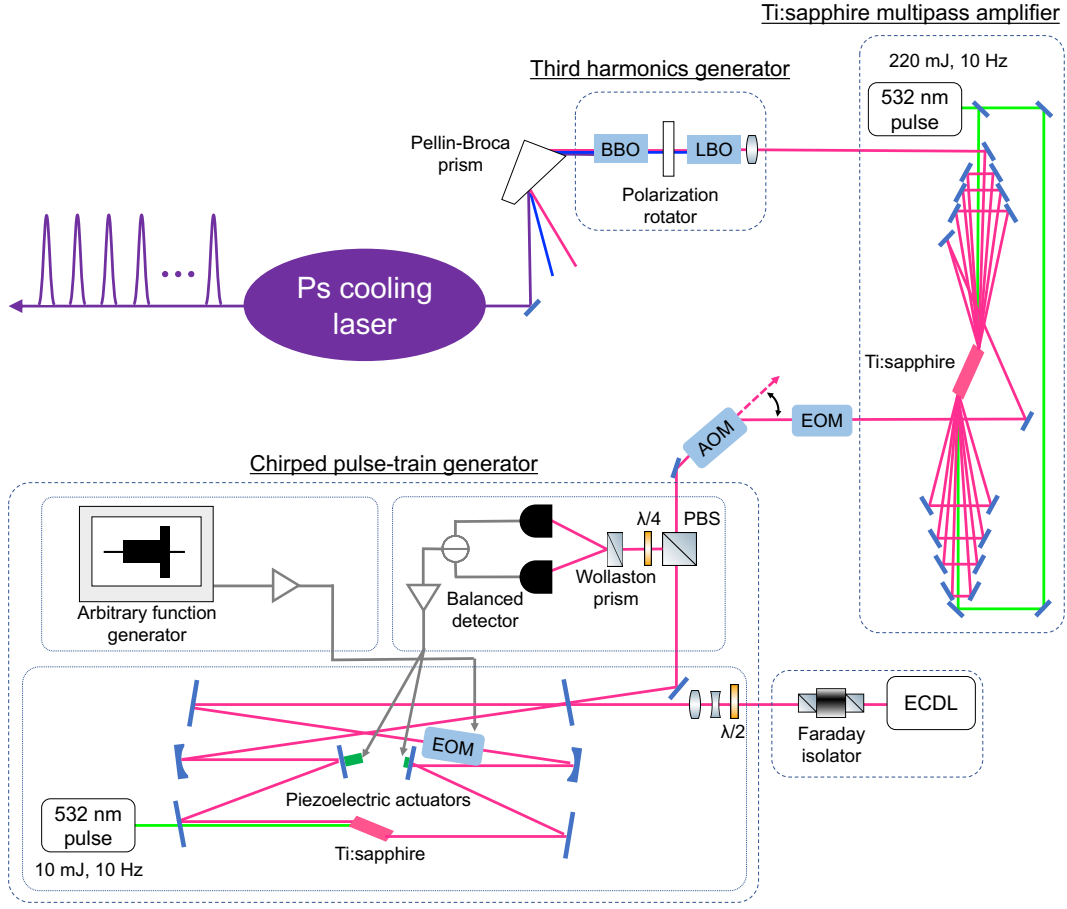 Ti:sapphire multipass amplifier
220 mJ, 10 Hz
532 nm
pulse
Third harmonics generator
Pellin-Broca
prism
BBO
LBO
Polarization
rotator
Ps cooling
laser
Ti:sapphire
AOM
EOM
Chirped pulse-train generator
λ/4
PBS
Wollaston
prism
Balanced
detector
Arbitrary function
generator
ECDL
Faraday
isolator
λ/2
EOM
Piezoelectric actuators
532 nm
pulse
10 mJ, 10 Hz
Ti:sapphire